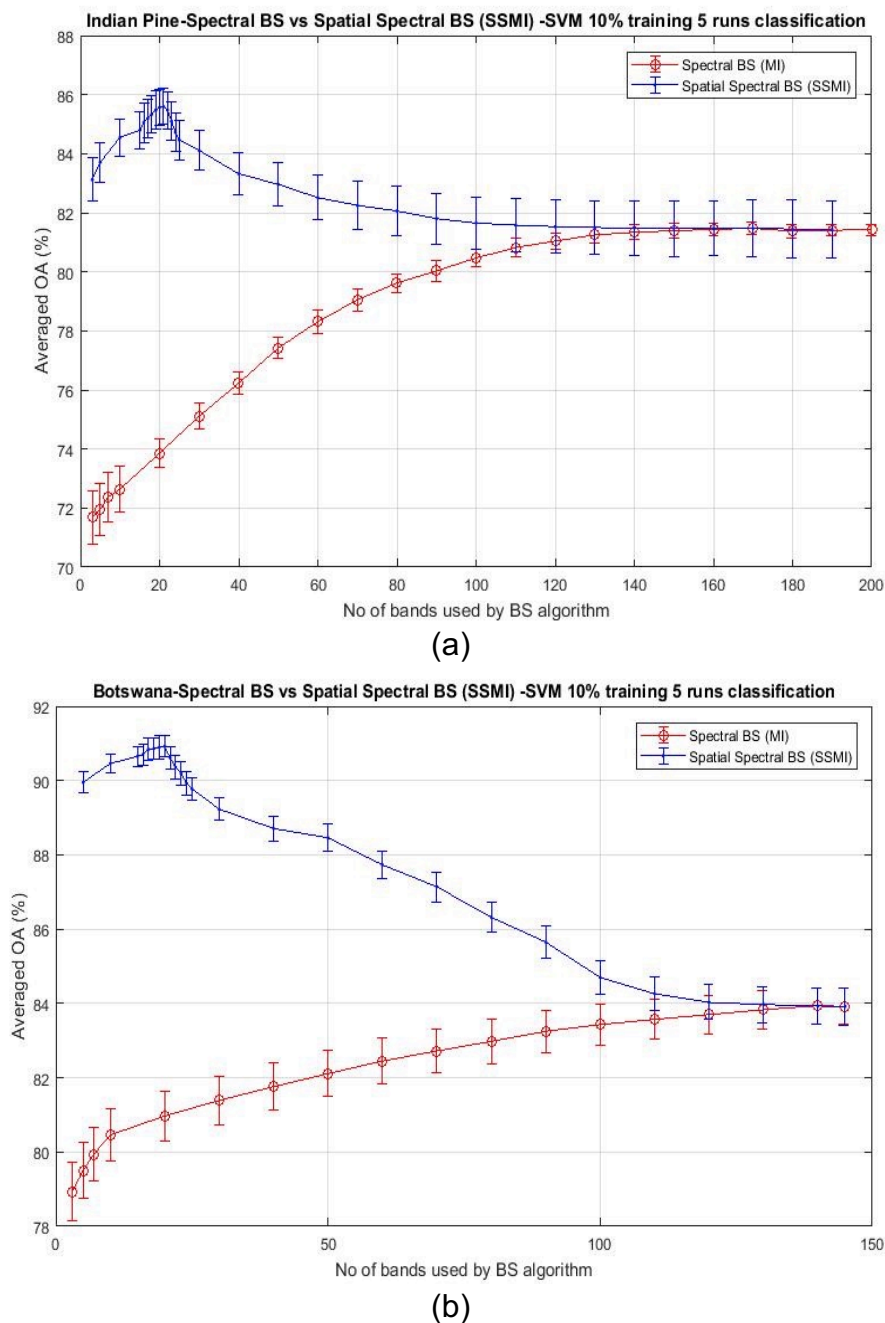 Indian Pine-Spectral BS vs Spatial Spectral BS (SSMI) -SVM 10% training 5 runs classification
88
86
84
82
80
78
76
74
72
70
Averaged OA (%)
Spectral BS (MI)
Spatial Spectral BS (SSMI)
0 20 40 60 80 100 120 140 160 180 200
No of bands used by BS algorithm
(a)
Botswana-Spectral BS vs Spatial Spectral BS (SSMI) -SVM 10% training 5 runs classification
92
90
88
86
84
82
80
78
Averaged OA (%)
Spectral BS (MI)
Spatial Spectral BS (SSMI)
0 50 100 150
No of bands used by BS algorithm
(b)